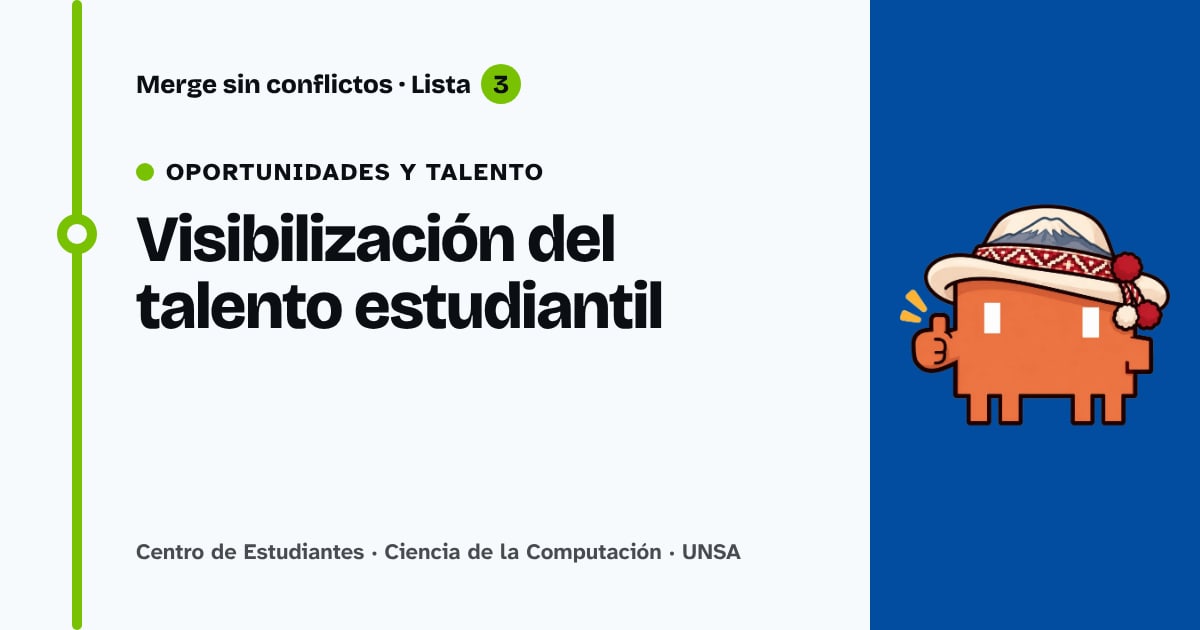 Merge sin conflictos · Lista 3
OPORTUNIDADES Y TALENTO
Visibilización del
talento estudiantil
Centro de Estudiantes · Ciencia de la Computación · UNSA